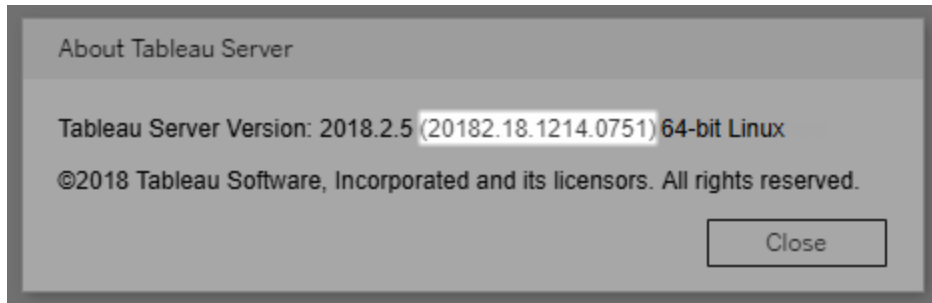 About Tableau Server
Tableau Server Version: 2018.2.5 (20182.18.1214.0751) 64-bit Linux
©2018 Tableau Software, Incorporated and its licensors. All rights reserved.
Close